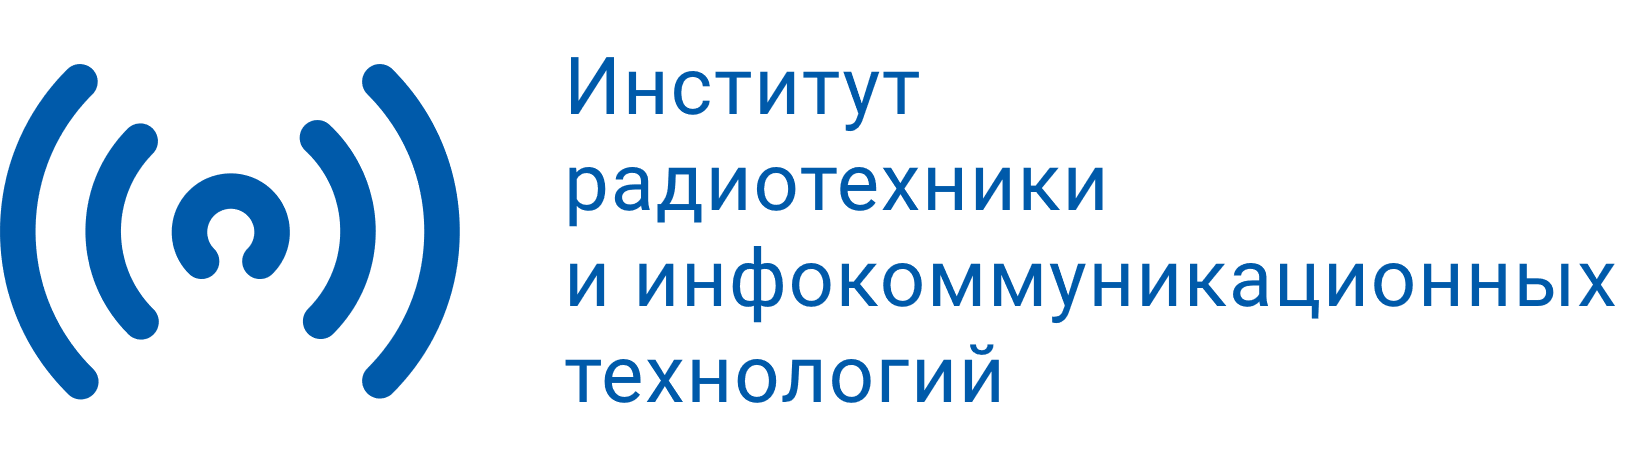 Институт
радиотехники
и инфокоммуникационных
технологий